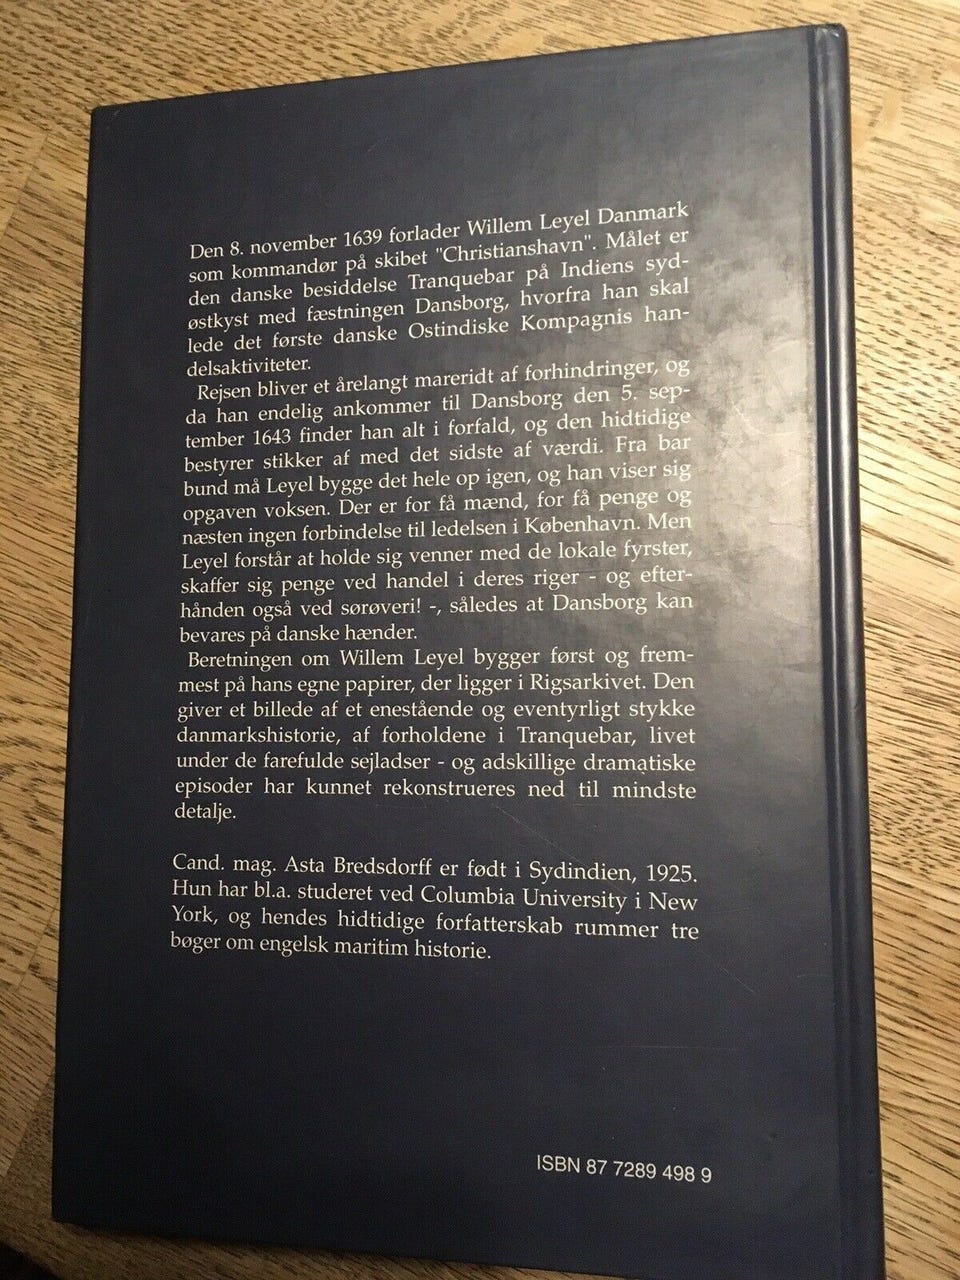 Den 8. november 1639 forlader Willem Leyel Danmark
som kommandør på skibet "Christianshavn". Målet er
den danske besiddelse Tranquebar på Indiens syd-
østkyst med fæstningen Dansborg, hvorfra han skal
lede det første danske Ostindiske Kompagnis han-
delsaktiviteter.
Rejsen bliver et årelangt mareridt af forhindringer, og
da han endelig ankommer til Dansborg den 5. sep-
tember 1643 finder han alt i forfald, og den hidtidige
bestyrer stikker af med det sidste af værdi. Fra bar
bund må Leyel bygge det hele op igen, og han viser sig
opgaven voksen. Der er for få mænd, for få penge og
næsten ingen forbindelse til ledelsen i København. Men
Leyel forstår at holde sig venner med de lokale fyrster,
skaffer sig penge ved handel i deres riger - og efter-
hånden også ved sørøveri! -, således at Dansborg kan
bevares på danske hænder.
Beretningen om Willem Leyel bygger først og frem-
mest på hans egne papirer, der ligger i Rigsarkivet. Den
giver et billede af et enestående og eventyrligt stykke
danmarkshistorie, af forholdene i Tranquebar, livet
under de farefulde sejladser - og adskillige dramatiske
episoder har kunnet rekonstrueres ned til mindste
detalje.
Cand. mag. Asta Bredsdorff er født i Sydindien, 1925.
Hun har bl.a. studeret ved Columbia University i New
York, og hendes hidtidige forfatterskab rummer tre
bøger om engelsk maritim historie.
ISBN 87 7289 498 9